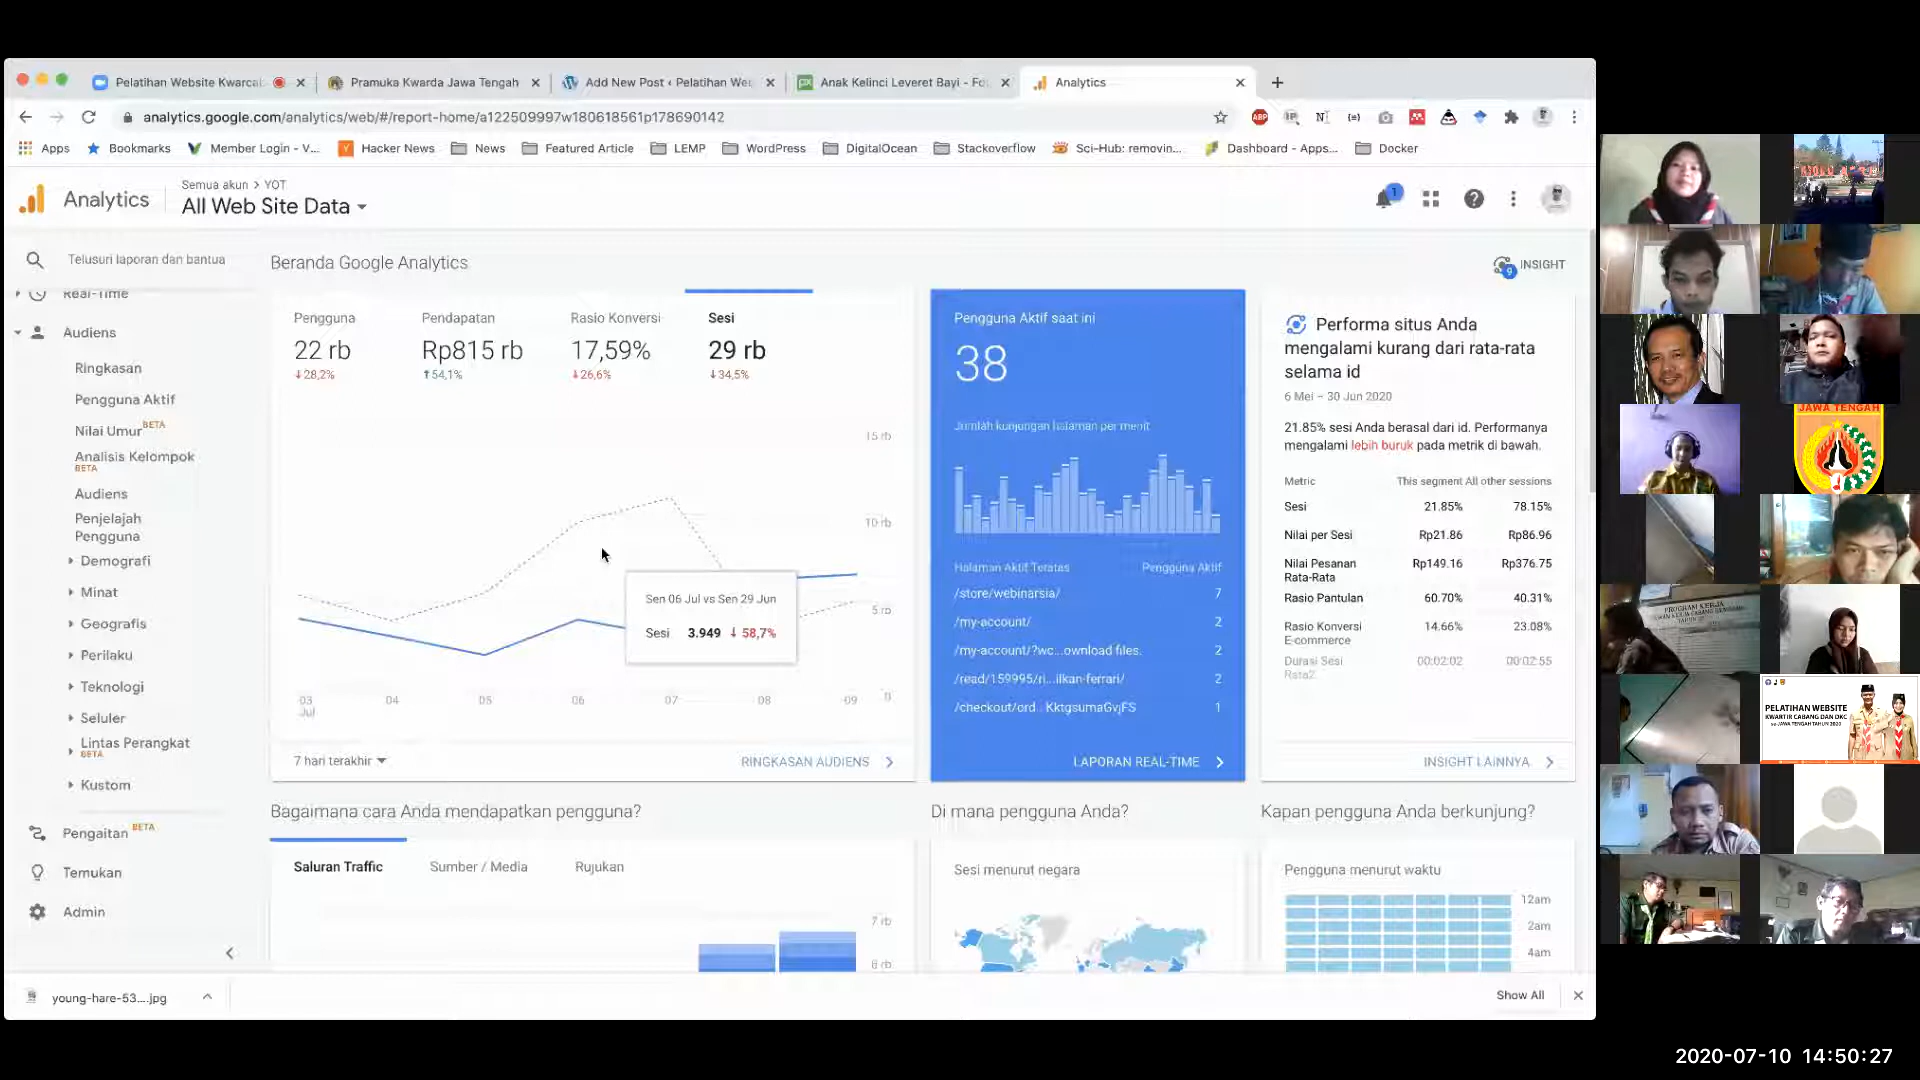 Pelatihan Website Kwarca
Pramuka Kwarda Jawa Tengah
Add New Post ‹ Pelatihan We
Anak Kelinci Leveret Bayi - Fo
Analytics
analytics.google.com/analytics/web/#/report-home/a122509997w180618561p178690142
Apps
Bookmarks
Member Login - V...
Hacker News
News
Featured Article
LEMP
WordPress
DigitalOcean
Stackoverflow
Sci-Hub: removin...
Dashboard - Apps...
Docker
Analytics
Semua akun > YOT
All Web Site Data
1
Telusuri laporan dan bantua
Real-Time
Audiens
Ringkasan
Pengguna Aktif
Nilai Umur BETA
Analisis Kelompok
BETA
Audiens
Penjelajah
Pengguna
Demografi
Minat
Geografis
Perilaku
Teknologi
Seluler
Lintas Perangkat
BETA
Kustom
Pengaitan BETA
Temukan
Admin
Beranda Google Analytics
9 INSIGHT
Pengguna
22 rb
↓28,2%
Pendapatan
Rp815 rb
↑54,1%
Rasio Konversi
17,59%
↓26,6%
Sesi
29 rb
↓34,5%
15 rb
10 rb
5 rb
Sen 06 Jul vs Sen 29 Jun
Sesi 3.949 ↓ 58,7%
03 04 05 06 07 08 09
Jul
7 hari terakhir
RINGKASAN AUDIENS
Pengguna Aktif saat ini
38
Jumlah kunjungan halaman per menit
Halaman Aktif Teratas Pengguna Aktif
/store/webinarsia/ 7
/my-account/ 2
/my-account/?wc...ownload files. 2
/read/159995/ri...ilkan-ferrari/ 2
/checkout/ord...KktgsumaGvjFS 1
LAPORAN REAL-TIME
Performa situs Anda
mengalami kurang dari rata-rata
selama id
6 Mei – 30 Jun 2020
21.85% sesi Anda berasal dari id. Performanya
mengalami lebih buruk pada metrik di bawah.
Metric This segment All other sessions
Sesi 21.85% 78.15%
Nilai per Sesi Rp21.86 Rp86.96
Nilai Pesanan Rp149.16 Rp376.75
Rata-Rata
Rasio Pantulan 60.70% 40.31%
Rasio Konversi 14.66% 23.08%
E-commerce
Durasi Sesi 00:02:02 00:02:55
Rata2
INSIGHT LAINNYA
Bagaimana cara Anda mendapatkan pengguna?
Saluran Traffic
Sumber / Media
Rujukan
7 rb
6 rb
Di mana pengguna Anda?
Sesi menurut negara
Kapan pengguna Anda berkunjung?
Pengguna menurut waktu
12am
2am
4am
young-hare-53....jpg
Show All
JAWA TENGAH
PROGRAM KERJA
PELATIHAN WEBSITE
KWARTIR CABANG DAN DKC
se-JAWA TENGAH TAHUN 2020
2020-07-10 14:50:27